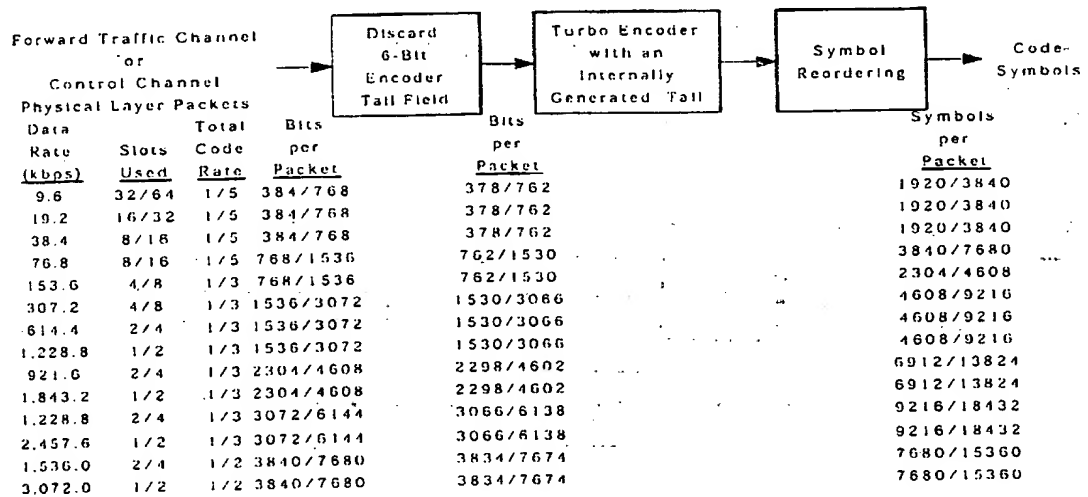 Forward Traffic Channel
or
Control Channel
Physical Layer Packets
Discard
6-Bit
Encoder
Tail Field
Turbo Encoder
with an
Internally
Generated Tail
Symbol
Reordering
Code-
Symbols
Data Rate (kbps) Slots Used Total Code Rate Bits per Packet Bits per Packet Symbols per Packet
9.6 32/64 1/5 384/768 378/762 1920/3840
19.2 16/32 1/5 384/768 378/762 1920/3840
38.4 8/16 1/5 384/768 378/762 1920/3840
76.8 8/16 1/5 768/1536 762/1530 3840/7680
153.6 4/8 1/3 768/1536 762/1530 2304/4608
307.2 4/8 1/3 1536/3072 1530/3066 4608/9216
614.4 2/4 1/3 1536/3072 1530/3066 4608/9216
1,228.8 1/2 1/3 1536/3072 1530/3066 4608/9216
921.6 2/4 1/3 2304/4608 2298/4602 6912/13824
1,843.2 1/2 1/3 2304/4608 2298/4602 6912/13824
1,228.8 2/4 1/3 3072/6144 3066/6138 9216/18432
2,457.6 1/2 1/3 3072/6144 3066/6138 9216/18432
1,536.0 2/4 1/2 3840/7680 3834/7674 7680/15360
3,072.0 1/2 1/2 3840/7680 3834/7674 7680/15360